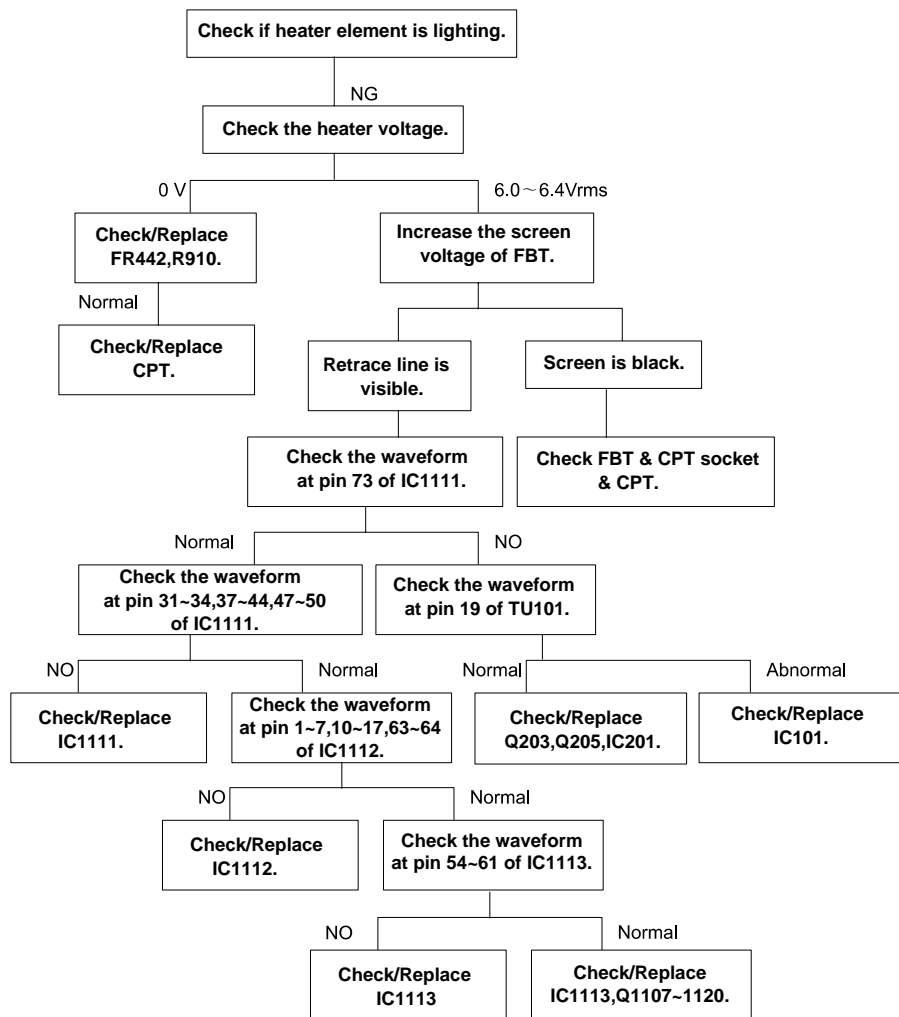 Check if heater element is lighting.
NG
Check the heater voltage.
0 V
6.0～6.4Vrms
Check/Replace
FR442,R910.
Increase the screen
voltage of FBT.
Normal
Check/Replace
CPT.
Retrace line is
visible.
Screen is black.
Check the waveform
at pin 73 of IC1111.
Check FBT & CPT socket
& CPT.
Normal
NO
Check the waveform
at pin 31~34,37~44,47~50
of IC1111.
Check the waveform
at pin 19 of TU101.
NO
Normal
Normal
Abnormal
Check/Replace
IC1111.
Check the waveform
at pin 1~7,10~17,63~64
of IC1112.
Check/Replace
Q203,Q205,IC201.
Check/Replace
IC101.
NO
Normal
Check/Replace
IC1112.
Check the waveform
at pin 54~61 of IC1113.
NO
Normal
Check/Replace
IC1113
Check/Replace
IC1113,Q1107~1120.